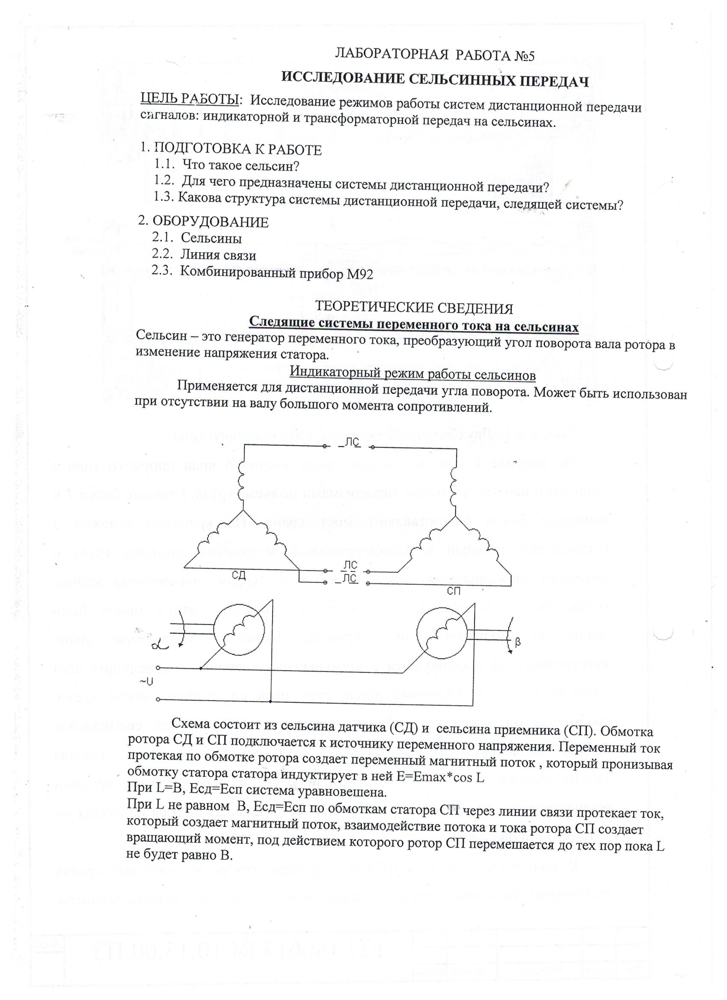 ЛАБОРАТОРНАЯ РАБОТА №5
ИССЛЕДОВАНИЕ СЕЛЬСИННЫХ ПЕРЕДАЧ
ЦЕЛЬ РАБОТЫ: Исследование режимов работы систем дистанционной передачи
сигналов: индикаторной и трансформаторной передач на сельсинах.
1. ПОДГОТОВКА К РАБОТЕ
1.1. Что такое сельсин?
1.2. Для чего предназначены системы дистанционной передачи?
1.3. Какова структура системы дистанционной передачи, следящей системы?
2. ОБОРУДОВАНИЕ
2.1. Сельсины
2.2. Линия связи
2.3. Комбинированный прибор М92
ТЕОРЕТИЧЕСКИЕ СВЕДЕНИЯ
Следящие системы переменного тока на сельсинах
Сельсин – это генератор переменного тока, преобразующий угол поворота вала ротора в
изменение напряжения статора.
Индикаторный режим работы сельсинов
Применяется для дистанционной передачи угла поворота. Может быть использован
при отсутствии на валу большого момента сопротивлений.
ЛС
ЛС
ЛС
СД
СП
α
β
~U
Схема состоит из сельсина датчика (СД) и сельсина приемника (СП). Обмотка
ротора СД и СП подключается к источнику переменного напряжения. Переменный ток
протекая по обмотке ротора создает переменный магнитный поток , который пронизывая
обмотку статора статора индуктирует в ней E=Emax*cos L
При L=B, Есд=Есп система уравновешена.
При L не равном B, Есд=Есп по обмоткам статора СП через линии связи протекает ток,
который создает магнитный поток, взаимодействие потока и тока ротора СП создает
вращающий момент, под действием которого ротор СП перемешается до тех пор пока L
не будет равно B.